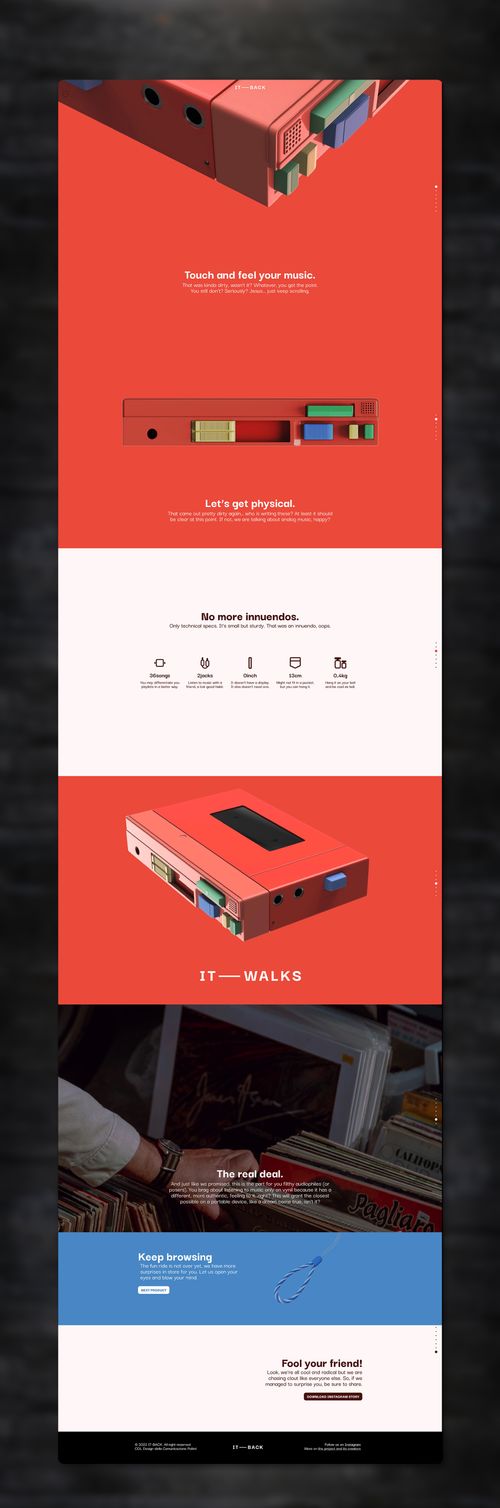 IT—BACK
Touch and feel your music.
That was kinda dirty, wasn't it? Whatever, you get the point.
You still don't? Seriously? Jesus... just keep scrolling.
Let's get physical.
That came out pretty dirty again... who is writing these? At least it should
be clear at this point. If not, we are talking about analog music, happy?
No more innuendos.
Only technical specs. It's small but sturdy. That was an innuendo, oops.
36songs
2jacks
0inch
13cm
0,4kg
You may differentiate you
playlists in a better way.
Listen to music with a
friend, a bit good habit.
It doesn't have a display.
It also doesn't need one.
Might not fit in a pocket,
but you can hang it.
Hang it on your belt
and be cool as hell.
IT—WALKS
CALIFOR
Pagliaro
The real deal.
And just like we promised, this is the part for you filthy audiophiles (or
posers). You brag about listening to music only on vynil because it has a
different, more authentic, feeling to it, right? This will grant the closest
possible on a portable device, like a dream come true, isn't it?
Keep browsing
The fun ride is not over yet, we have more
surprises in store for you. Let us open your
eyes and blow your mind.
NEXT PRODUCT
Fool your friend!
Look, we're all cool and radical but we are
chasing clout like everyone else. So, if we
managed to surprise you, be sure to share.
DOWNLOAD INSTAGRAM STORY
© 2022 IT-BACK. All right reserved
CDL Design della Comunicazione Polimi
IT—BACK
Follow us on Instagram
More on the project and its creators